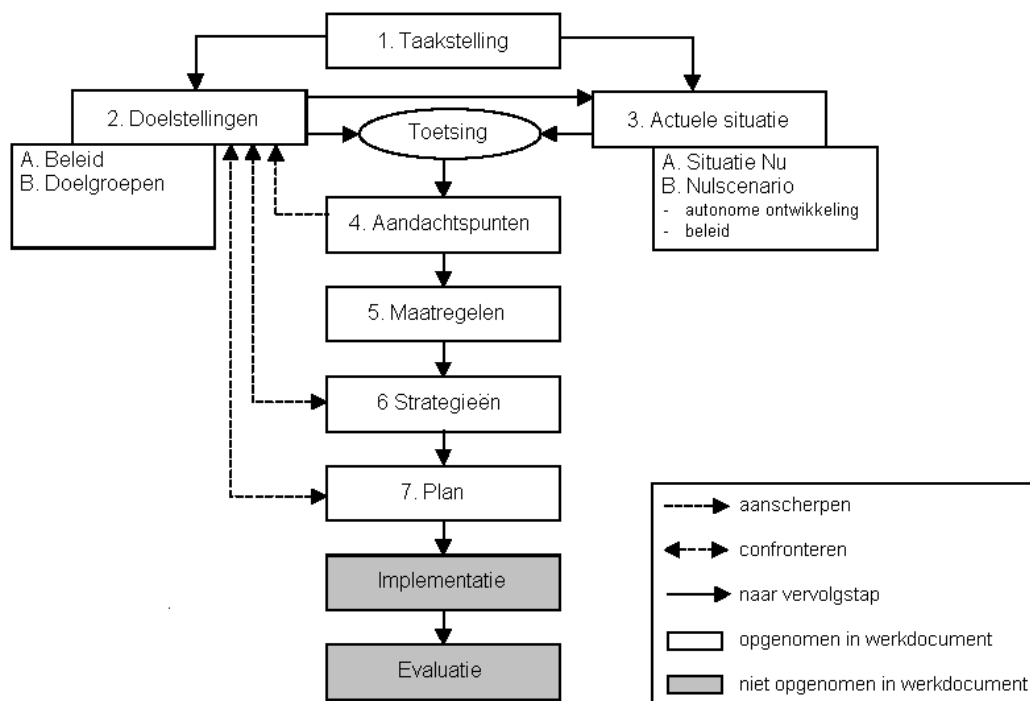 1. Taakstelling
2. Doelstellingen
Toetsing
3. Actuele situatie
A. Beleid
B. Doelgroepen
A. Situatie Nu
B. Nulscenario
- autonome ontwikkeling
- beleid
4. Aandachtspunten
5. Maatregelen
6 Strategieën
7. Plan
Implementatie
Evaluatie
aanscherpen
confronteren
naar vervolgstap
opgenomen in werkdocument
niet opgenomen in werkdocument